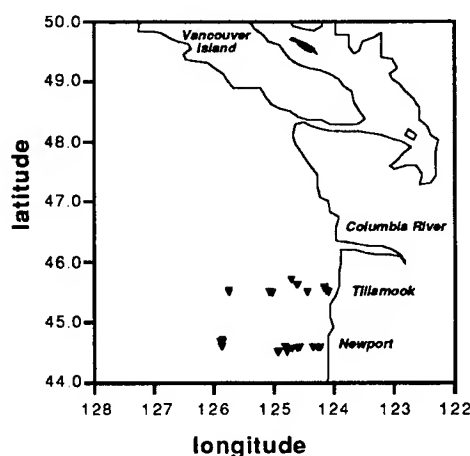 50.0
Vancouver
Island
49.0
48.0
latitude
47.0
Columbia River
46.0
Tillamook
45.0
Newport
44.0
128 127 126 125 124 123 122
longitude